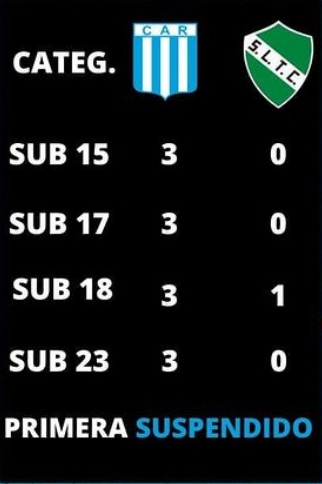 CATEG. CAR S.L.T.C.
SUB 15 3 0
SUB 17 3 0
SUB 18 3 1
SUB 23 3 0
PRIMERA SUSPENDIDO